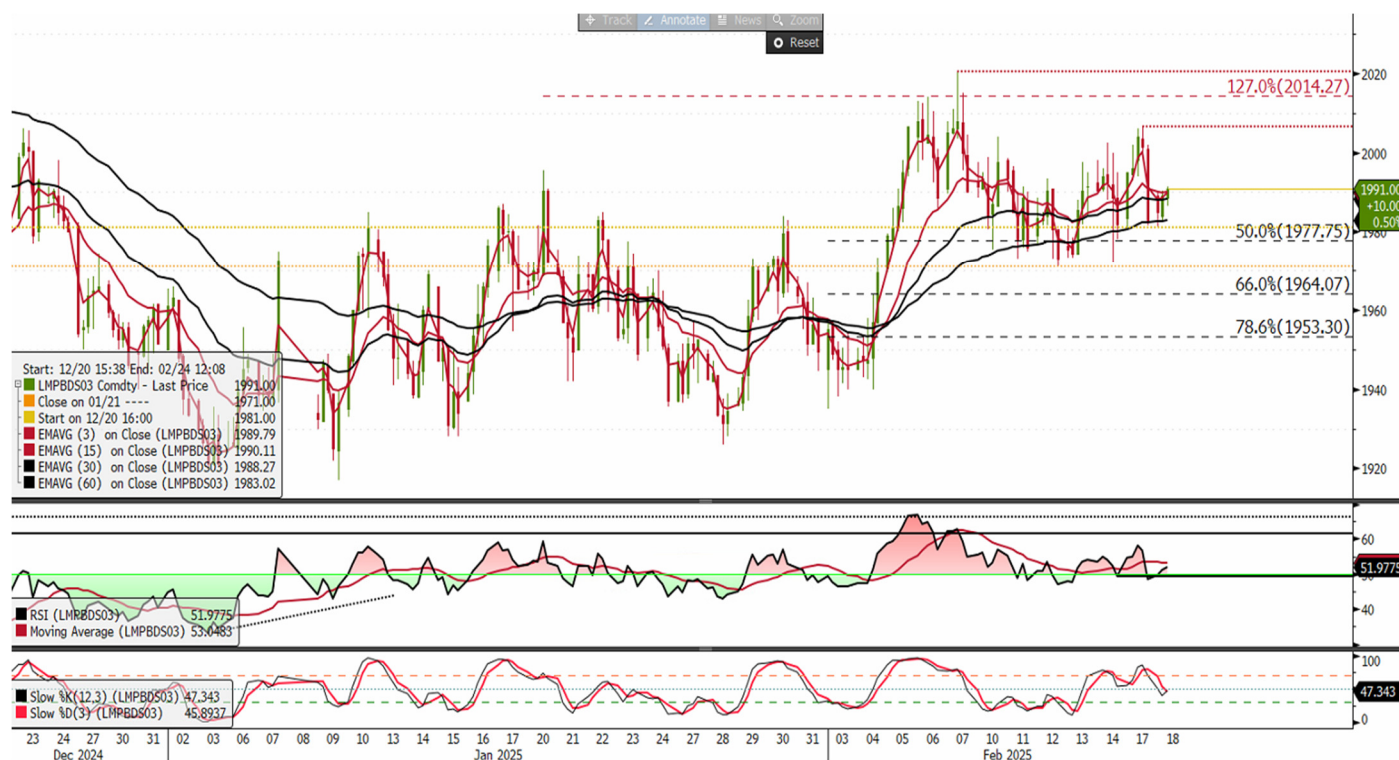 Track Annotate News Zoom
Reset
2020
127.0%(2014.27)
2000
1991.00
+10.00
0.50%
1980
50.0%(1977.75)
66.0%(1964.07)
1960
78.6%(1953.30)
1940
1920
Start: 12/20 15:38 End: 02/24 12:08
LMPBDS03 Comdty - Last Price 1991.00
Close on 01/21 ---- 1971.00
Start on 12/20 16:00 1981.00
EMAVG (3) on Close (LMPBDS03) 1989.79
EMAVG (15) on Close (LMPBDS03) 1990.11
EMAVG (30) on Close (LMPBDS03) 1988.27
EMAVG (60) on Close (LMPBDS03) 1983.02
60
51.9775
40
RSI (LMPBDS03) 51.9775
Moving Average (LMPBDS03) 53.0483
100
47.343
0
Slow %K(12,3) (LMPBDS03) 47.343
Slow %D(3) (LMPBDS03) 45.8937
23 24 27 30 31 02 03 06 07 08 09 10 13 14 15 16 17 20 21 22 23 24 27 28 29 30 31 03 04 05 06 07 10 11 12 13 14 17 18
Dec 2024 Jan 2025 Feb 2025